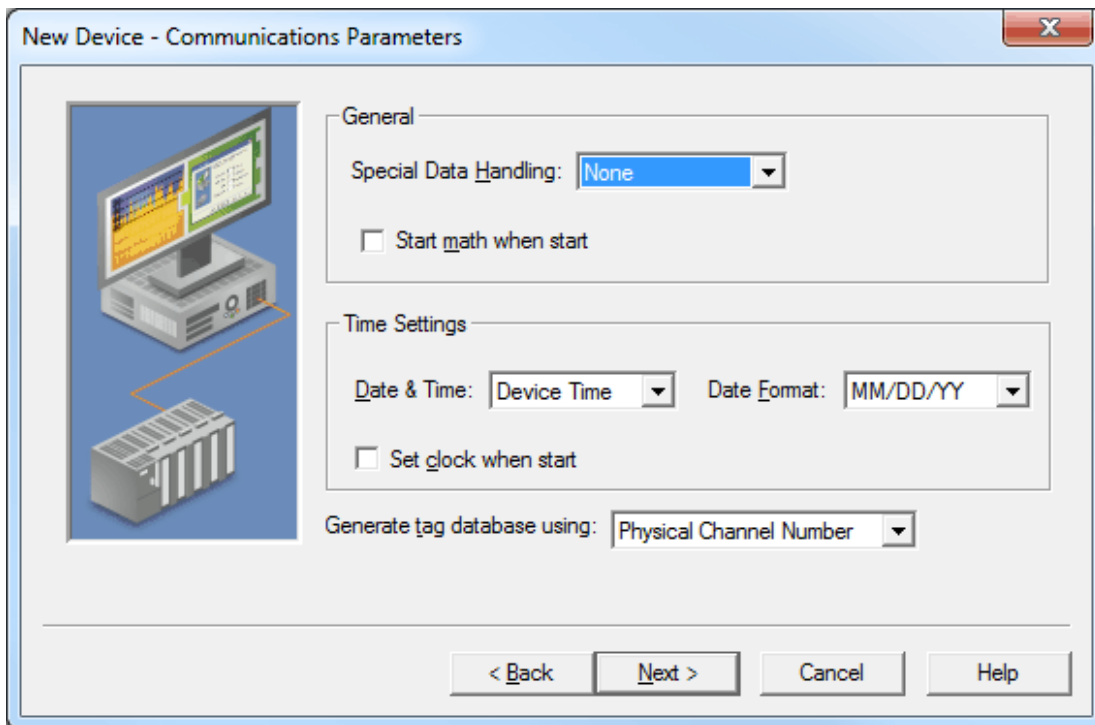 New Device - Communications Parameters
General
Special Data Handling: None
Start math when start
Time Settings
Date & Time: Device Time Date Format: MM/DD/YY
Set clock when start
Generate tag database using: Physical Channel Number
< Back Next > Cancel Help